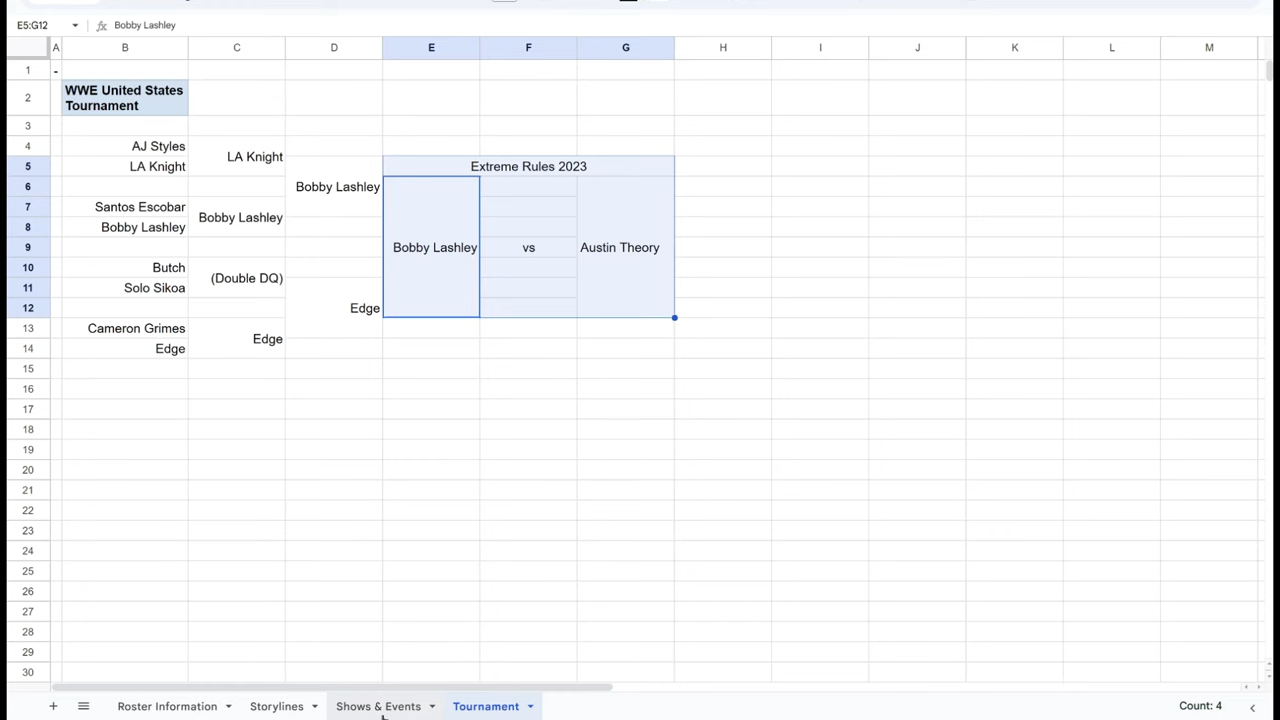 E5:G12
fx Bobby Lashley
A B C D E F G H I J K L M
1 -
2 WWE United States
Tournament
3
4 AJ Styles
LA Knight
5 LA Knight Extreme Rules 2023
6 Bobby Lashley
7 Santos Escobar
Bobby Lashley
8 Bobby Lashley
9 Bobby Lashley vs Austin Theory
10 Butch
(Double DQ)
11 Solo Sikoa
12 Edge
13 Cameron Grimes
Edge
14 Edge
15
16
17
18
19
20
21
22
23
24
25
26
27
28
29
30
+ Roster Information Storylines Shows & Events Tournament Count: 4